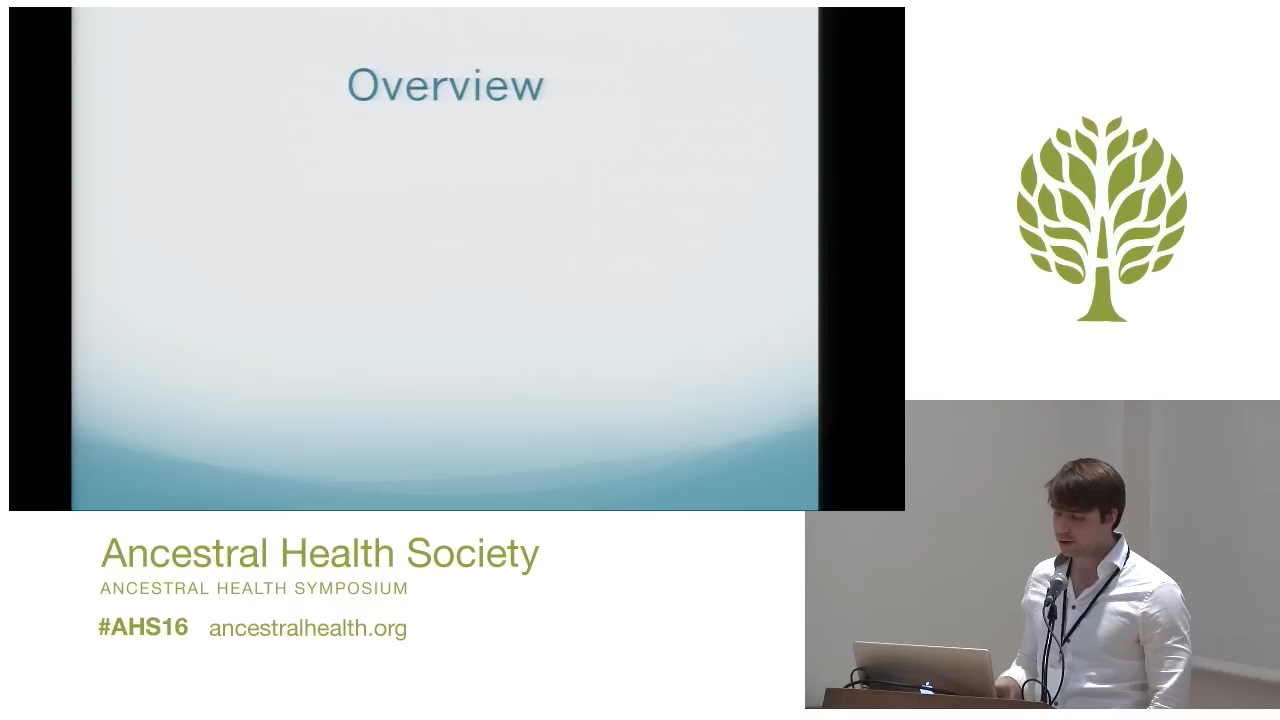 Overview
Ancestral Health Society
ANCESTRAL HEALTH SYMPOSIUM
#AHS16 ancestralhealth.org